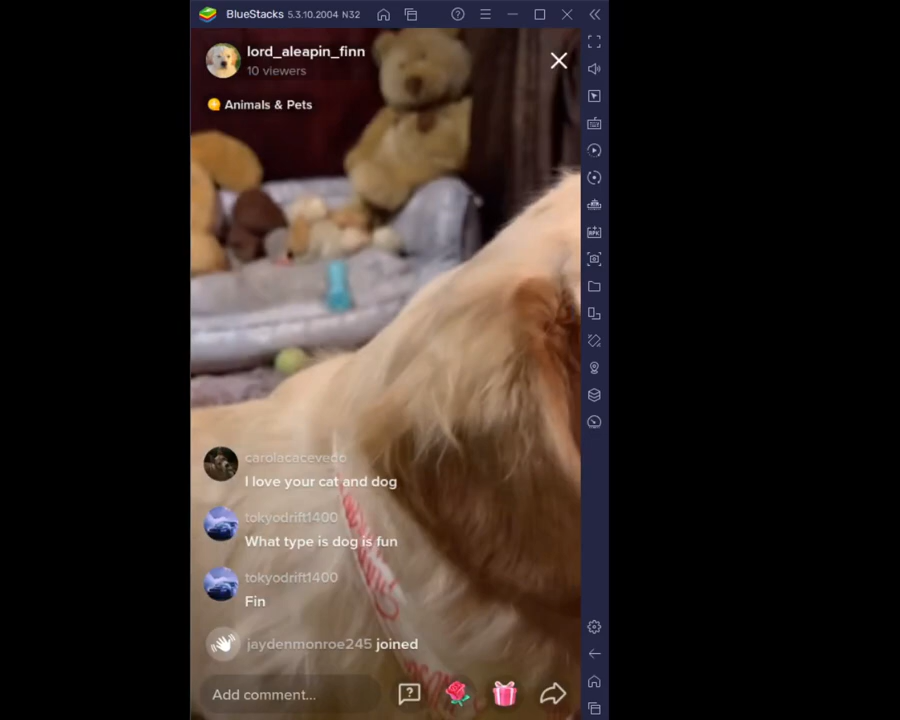 BlueStacks 5.3.10.2004 N32
lord_aleapin_finn
10 viewers
Animals & Pets
carolacacevedo
I love your cat and dog
tokyodrift1400
What type is dog is fun
tokyodrift1400
Fin
jaydenmonroe245 joined
Add comment...